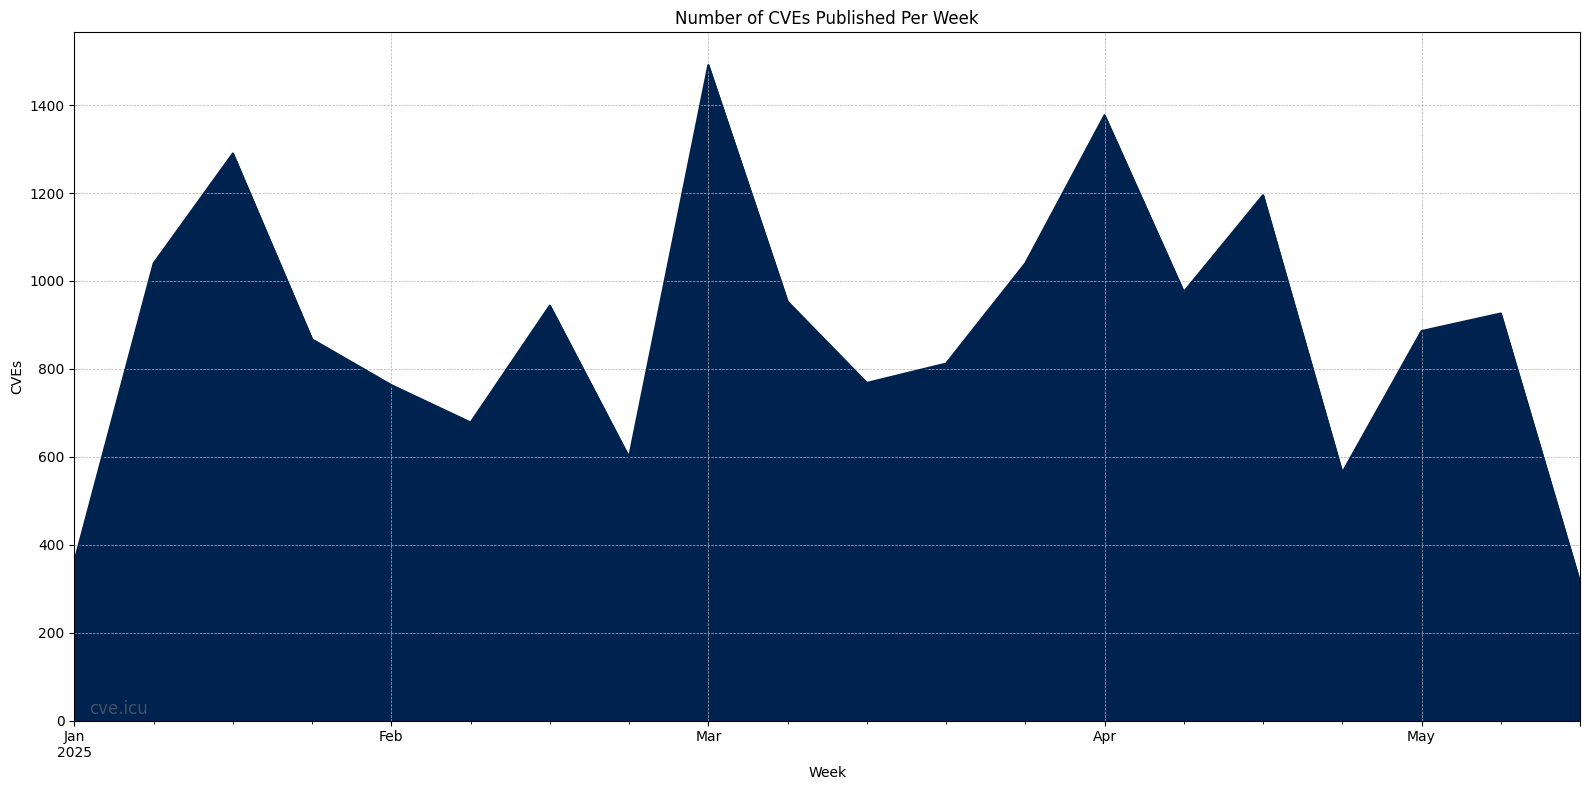 Number of CVEs Published Per Week
1400
1200
1000
800
600
400
200
0
CVEs
cve.icu
Jan Feb Mar Apr May
2025
Week